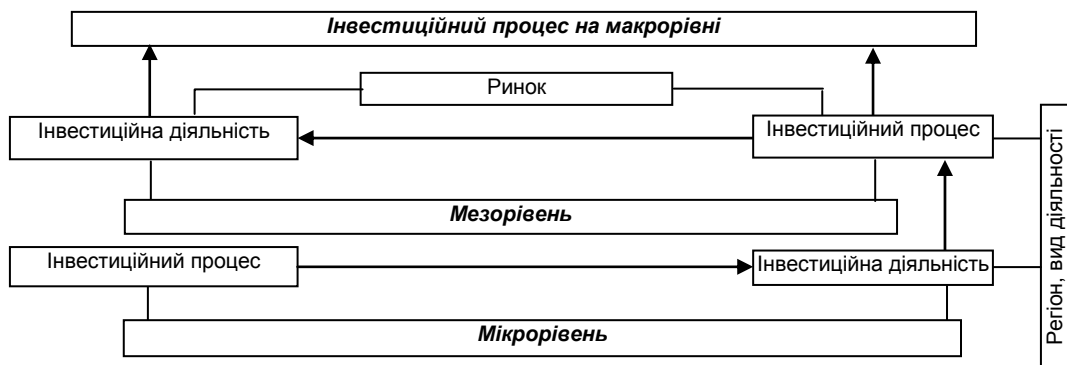 Інвестиційний процес на макрорівні
Ринок
Інвестиційна діяльність
Інвестиційний процес
Мезорівень
Інвестиційний процес
Інвестиційна діяльність
Мікрорівень
Регіон, вид діяльності